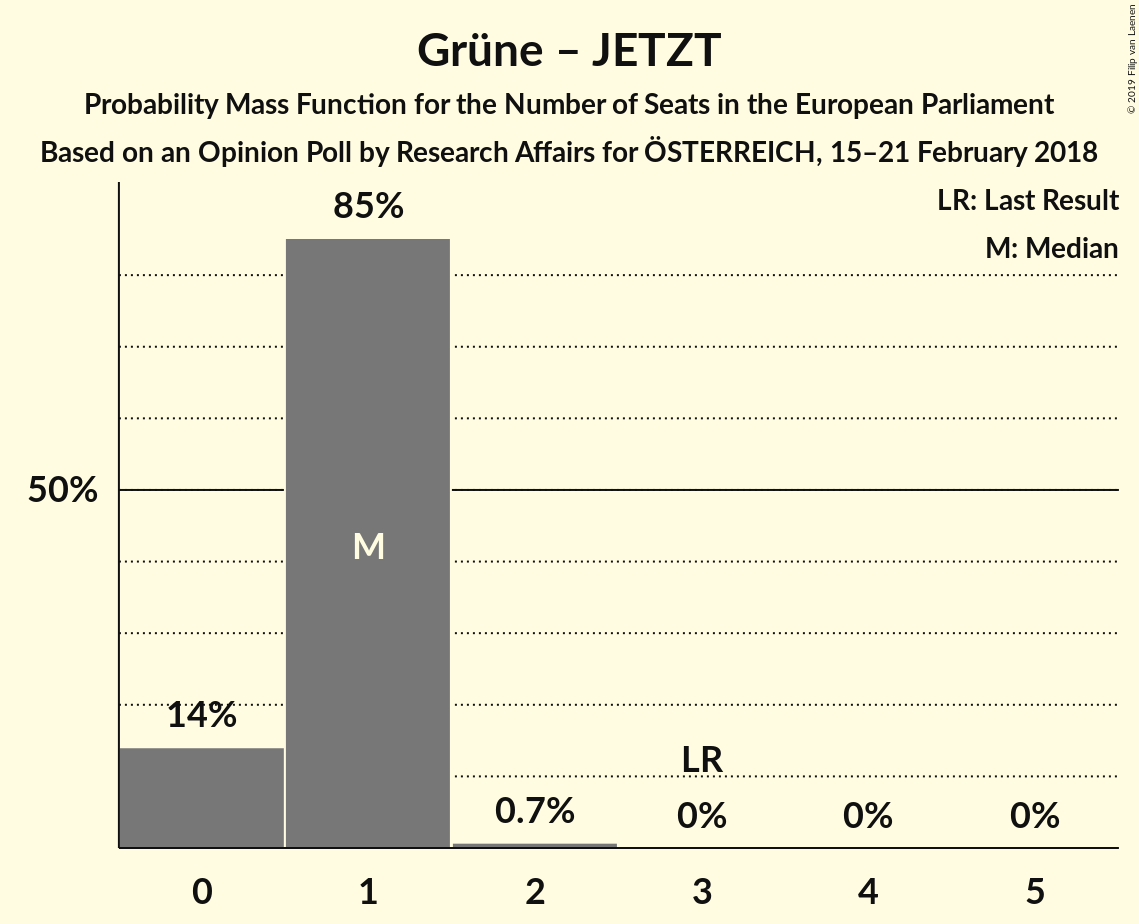 Grüne – JETZT
Probability Mass Function for the Number of Seats in the European Parliament
Based on an Opinion Poll by Research Affairs for ÖSTERREICH, 15–21 February 2018
© 2019 Filip van Laenen
LR: Last Result
M: Median
85%
50%
M
14%
LR
0.7%
0%
0%
0%
0
1
2
3
4
5